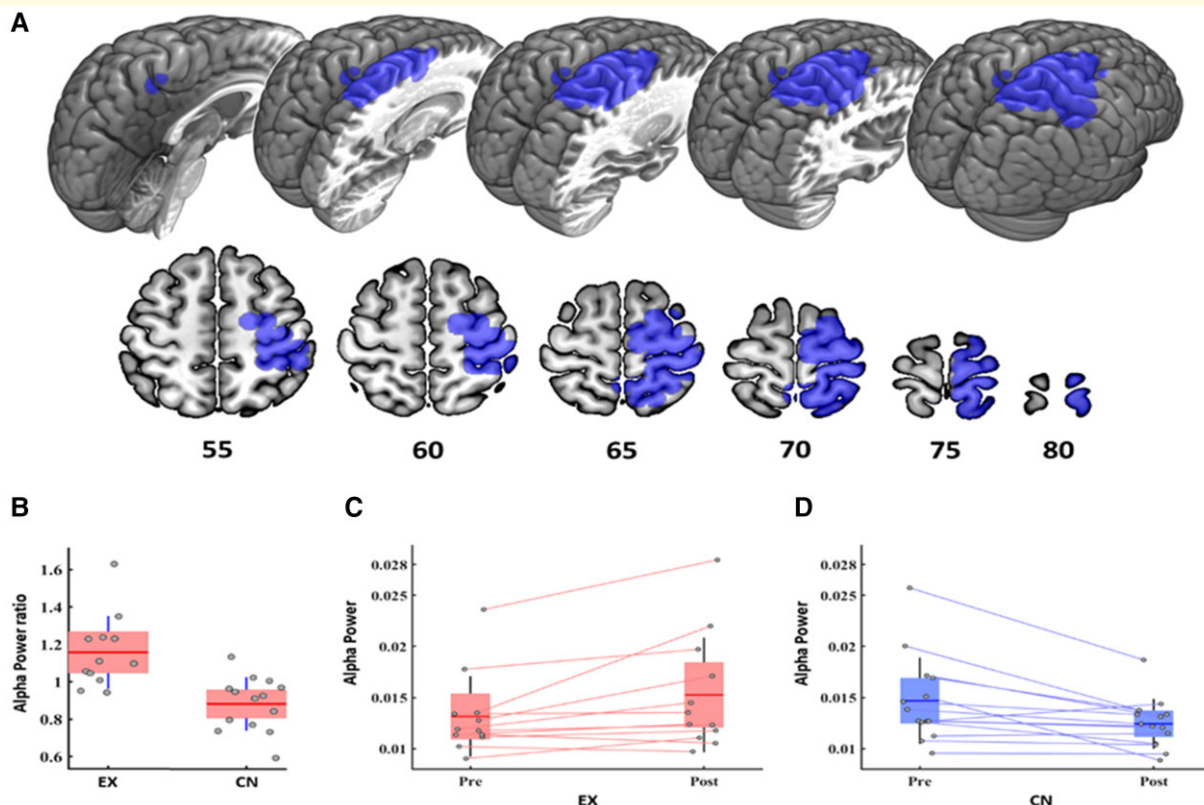 A
55 60 65 70 75 80
B C D
Alpha Power ratio
1.6
1.4
1.2
1
0.8
0.6
EX CN
Alpha Power
0.028
0.025
0.02
0.015
0.01
Pre Post
EX
Alpha Power
0.028
0.025
0.02
0.015
0.01
Pre Post
CN